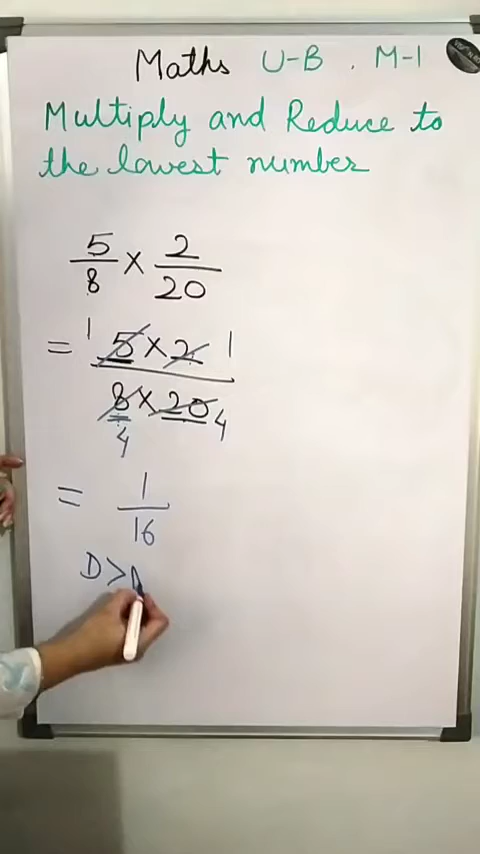 Maths U-B . M-1
Multiply and Reduce to
the lowest number
5/8 × 2/20
= 1 5×2 1 / 8×20 4 4
= 1/16
D>